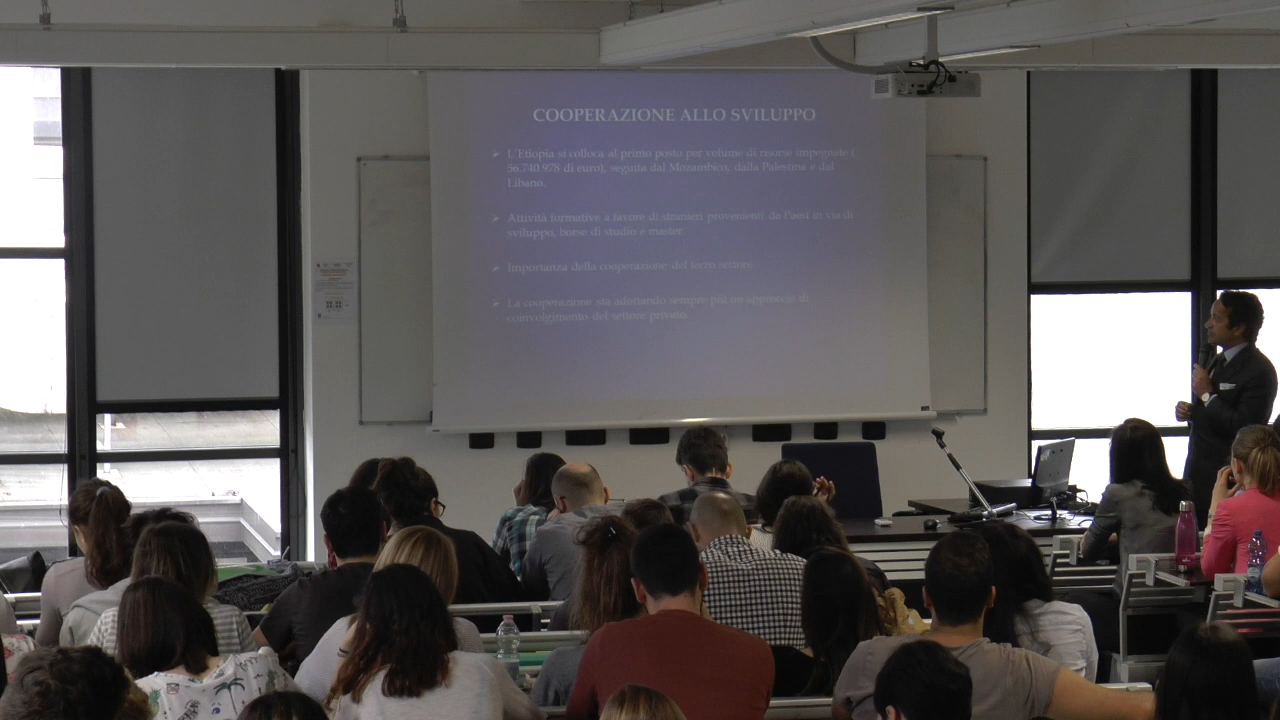 COOPERAZIONE ALLO SVILUPPO
➢ L'Etiopia si colloca al primo posto per volume di risorse impegnate (
56.740.978 di euro), seguita dal Mozambico, dalla Palestina e dal
Libano.
➢ Attività formative a favore di stranieri provenienti da Paesi in via di
sviluppo, borse di studio e master.
➢ Importanza della cooperazione del terzo settore.
➢ La cooperazione sta adottando sempre più un approccio di
coinvolgimento del settore privato.